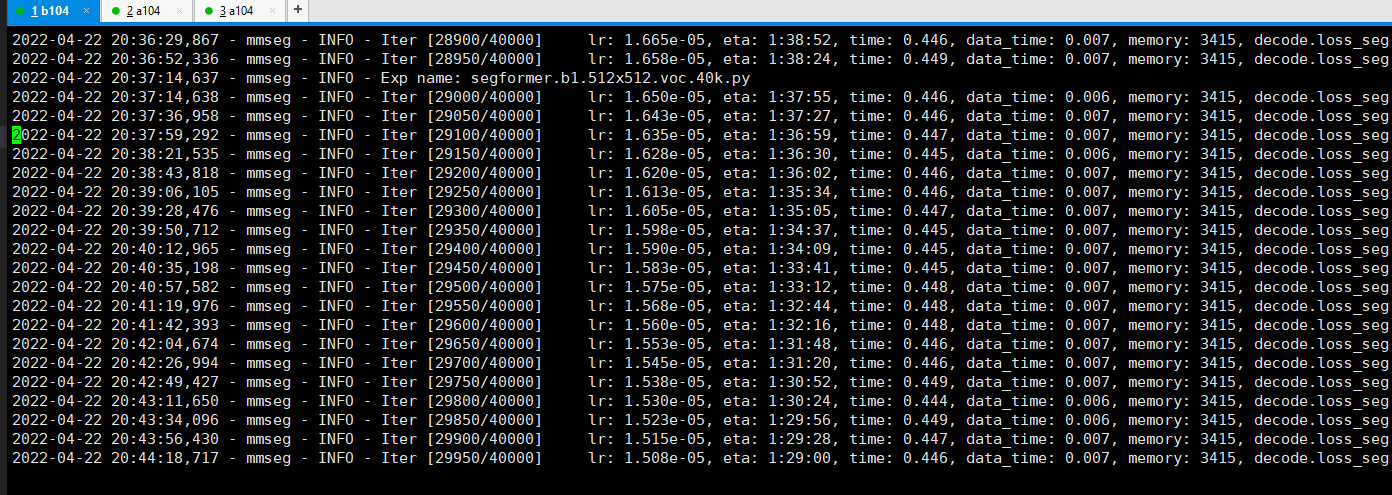 1 b104 × 2 a104 × 3 a104 × +
2022-04-22 20:36:29,867 - mmseg - INFO - Iter [28900/40000] lr: 1.665e-05, eta: 1:38:52, time: 0.446, data_time: 0.007, memory: 3415, decode.loss_seg
2022-04-22 20:36:52,336 - mmseg - INFO - Iter [28950/40000] lr: 1.658e-05, eta: 1:38:24, time: 0.449, data_time: 0.007, memory: 3415, decode.loss_seg
2022-04-22 20:37:14,637 - mmseg - INFO - Exp name: segformer.b1.512x512.voc.40k.py
2022-04-22 20:37:14,638 - mmseg - INFO - Iter [29000/40000] lr: 1.650e-05, eta: 1:37:55, time: 0.446, data_time: 0.006, memory: 3415, decode.loss_seg
2022-04-22 20:37:36,958 - mmseg - INFO - Iter [29050/40000] lr: 1.643e-05, eta: 1:37:27, time: 0.446, data_time: 0.007, memory: 3415, decode.loss_seg
2022-04-22 20:37:59,292 - mmseg - INFO - Iter [29100/40000] lr: 1.635e-05, eta: 1:36:59, time: 0.447, data_time: 0.007, memory: 3415, decode.loss_seg
2022-04-22 20:38:21,535 - mmseg - INFO - Iter [29150/40000] lr: 1.628e-05, eta: 1:36:30, time: 0.445, data_time: 0.006, memory: 3415, decode.loss_seg
2022-04-22 20:38:43,818 - mmseg - INFO - Iter [29200/40000] lr: 1.620e-05, eta: 1:36:02, time: 0.446, data_time: 0.007, memory: 3415, decode.loss_seg
2022-04-22 20:39:06,105 - mmseg - INFO - Iter [29250/40000] lr: 1.613e-05, eta: 1:35:34, time: 0.446, data_time: 0.007, memory: 3415, decode.loss_seg
2022-04-22 20:39:28,476 - mmseg - INFO - Iter [29300/40000] lr: 1.605e-05, eta: 1:35:05, time: 0.447, data_time: 0.007, memory: 3415, decode.loss_seg
2022-04-22 20:39:50,712 - mmseg - INFO - Iter [29350/40000] lr: 1.598e-05, eta: 1:34:37, time: 0.445, data_time: 0.007, memory: 3415, decode.loss_seg
2022-04-22 20:40:12,965 - mmseg - INFO - Iter [29400/40000] lr: 1.590e-05, eta: 1:34:09, time: 0.445, data_time: 0.007, memory: 3415, decode.loss_seg
2022-04-22 20:40:35,198 - mmseg - INFO - Iter [29450/40000] lr: 1.583e-05, eta: 1:33:41, time: 0.445, data_time: 0.007, memory: 3415, decode.loss_seg
2022-04-22 20:40:57,582 - mmseg - INFO - Iter [29500/40000] lr: 1.575e-05, eta: 1:33:12, time: 0.448, data_time: 0.007, memory: 3415, decode.loss_seg
2022-04-22 20:41:19,976 - mmseg - INFO - Iter [29550/40000] lr: 1.568e-05, eta: 1:32:44, time: 0.448, data_time: 0.007, memory: 3415, decode.loss_seg
2022-04-22 20:41:42,393 - mmseg - INFO - Iter [29600/40000] lr: 1.560e-05, eta: 1:32:16, time: 0.448, data_time: 0.007, memory: 3415, decode.loss_seg
2022-04-22 20:42:04,674 - mmseg - INFO - Iter [29650/40000] lr: 1.553e-05, eta: 1:31:48, time: 0.446, data_time: 0.007, memory: 3415, decode.loss_seg
2022-04-22 20:42:26,994 - mmseg - INFO - Iter [29700/40000] lr: 1.545e-05, eta: 1:31:20, time: 0.446, data_time: 0.007, memory: 3415, decode.loss_seg
2022-04-22 20:42:49,427 - mmseg - INFO - Iter [29750/40000] lr: 1.538e-05, eta: 1:30:52, time: 0.449, data_time: 0.007, memory: 3415, decode.loss_seg
2022-04-22 20:43:11,650 - mmseg - INFO - Iter [29800/40000] lr: 1.530e-05, eta: 1:30:24, time: 0.444, data_time: 0.006, memory: 3415, decode.loss_seg
2022-04-22 20:43:34,096 - mmseg - INFO - Iter [29850/40000] lr: 1.523e-05, eta: 1:29:56, time: 0.449, data_time: 0.007, memory: 3415, decode.loss_seg
2022-04-22 20:43:56,430 - mmseg - INFO - Iter [29900/40000] lr: 1.515e-05, eta: 1:29:28, time: 0.447, data_time: 0.007, memory: 3415, decode.loss_seg
2022-04-22 20:44:18,717 - mmseg - INFO - Iter [29950/40000] lr: 1.508e-05, eta: 1:29:00, time: 0.446, data_time: 0.007, memory: 3415, decode.loss_seg